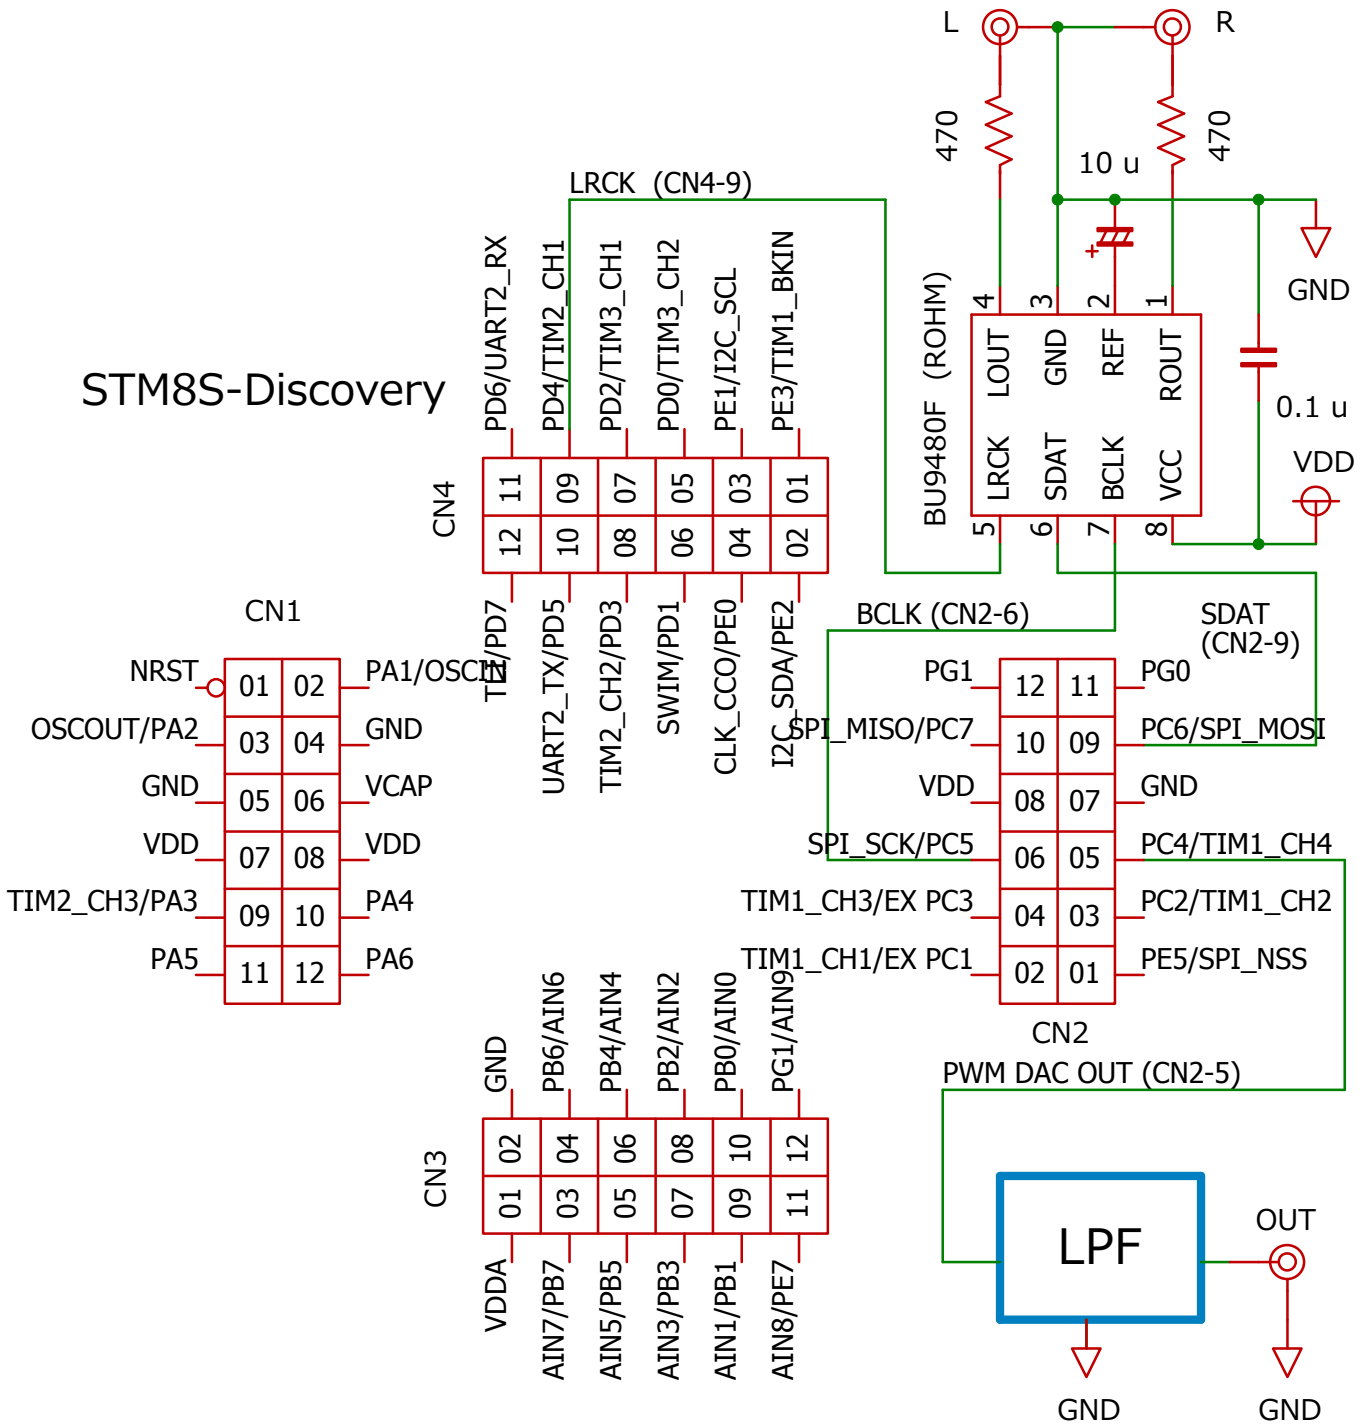 L
R
470
470
10 u
LRCK (CN4-9)
GND
BU9480F (ROHM)
4
3
2
1
LOUT
GND
REF
ROUT
LRCK
SDAT
BCLK
VCC
5
6
7
8
0.1 u
VDD
STM8S-Discovery
PD6/UART2_RX
PD4/TIM2_CH1
PD2/TIM3_CH1
PD0/TIM3_CH2
PE1/I2C_SCL
PE3/TIM1_BKIN
CN4
11
09
07
05
03
01
12
10
08
06
04
02
TLI/PD7
UART2_TX/PD5
TIM2_CH2/PD3
SWIM/PD1
CLK_CCO/PE0
I2C_SDA/PE2
BCLK (CN2-6)
SDAT
(CN2-9)
CN1
NRST 01 02 PA1/OSCIN
OSCOUT/PA2 03 04 GND
GND 05 06 VCAP
VDD 07 08 VDD
TIM2_CH3/PA3 09 10 PA4
PA5 11 12 PA6
PG1 12 11 PG0
SPI_MISO/PC7 10 09 PC6/SPI_MOSI
VDD 08 07 GND
SPI_SCK/PC5 06 05 PC4/TIM1_CH4
TIM1_CH3/EX PC3 04 03 PC2/TIM1_CH2
TIM1_CH1/EX PC1 02 01 PE5/SPI_NSS
CN2
PWM DAC OUT (CN2-5)
GND
PB6/AIN6
PB4/AIN4
PB2/AIN2
PB0/AIN0
PG1/AIN9
CN3
02
04
06
08
10
12
01
03
05
07
09
11
VDDA
AIN7/PB7
AIN5/PB5
AIN3/PB3
AIN1/PB1
AIN8/PE7
LPF
OUT
GND
GND